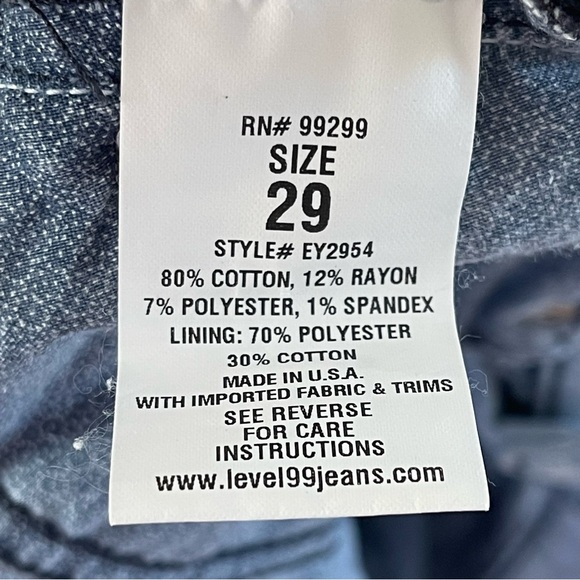 RN# 99299
SIZE
29
STYLE# EY2954
80% COTTON, 12% RAYON
7% POLYESTER, 1% SPANDEX
LINING: 70% POLYESTER
30% COTTON
MADE IN U.S.A.
WITH IMPORTED FABRIC & TRIMS
SEE REVERSE
FOR CARE
INSTRUCTIONS
www.level99jeans.com